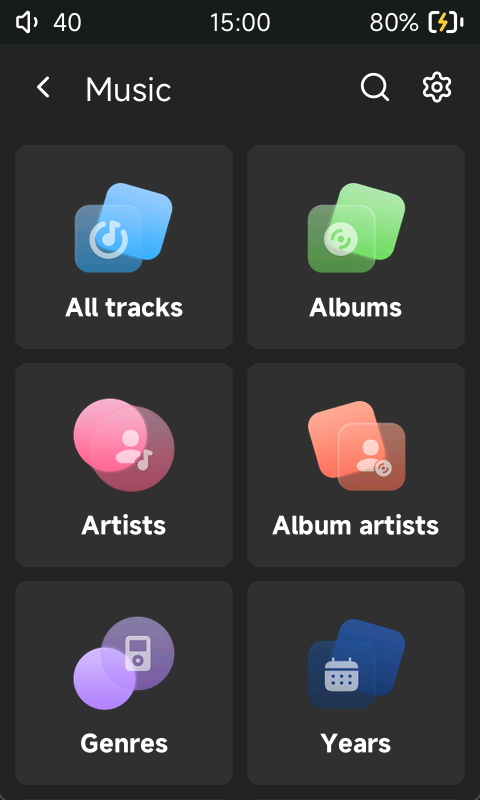 40 15:00 80%
Music
All tracks Albums
Artists Album artists
Genres Years